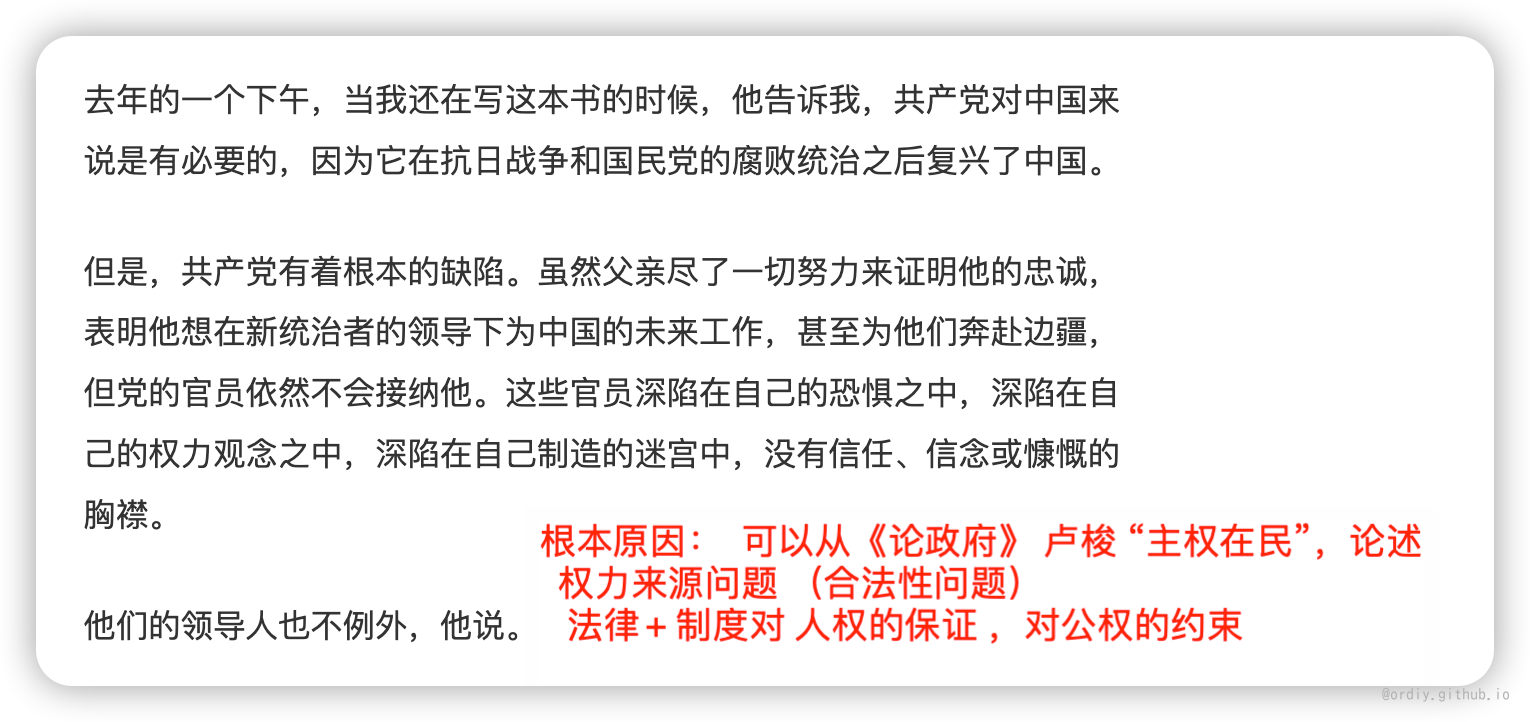 去年的一个下午，当我还在写这本书的时候，他告诉我，共产党对中国来
说是有必要的，因为它在抗日战争和国民党的腐败统治之后复兴了中国。
但是，共产党有着根本的缺陷。虽然父亲尽了一切努力来证明他的忠诚，
表明他想在新统治者的领导下为中国的未来工作，甚至为他们奔赴边疆，
但党的官员依然不会接纳他。这些官员深陷在自己的恐惧之中，深陷在自
己的权力观念之中，深陷在自己制造的迷宫中，没有信任、信念或慷慨的
胸襟。
他们的领导人也不例外，他说。
根本原因： 可以从《论政府》 卢梭 “主权在民”，论述
权力来源问题 （合法性问题）
法律+ 制度对 人权的保证 ，对公权的约束
@ordiy.github.io